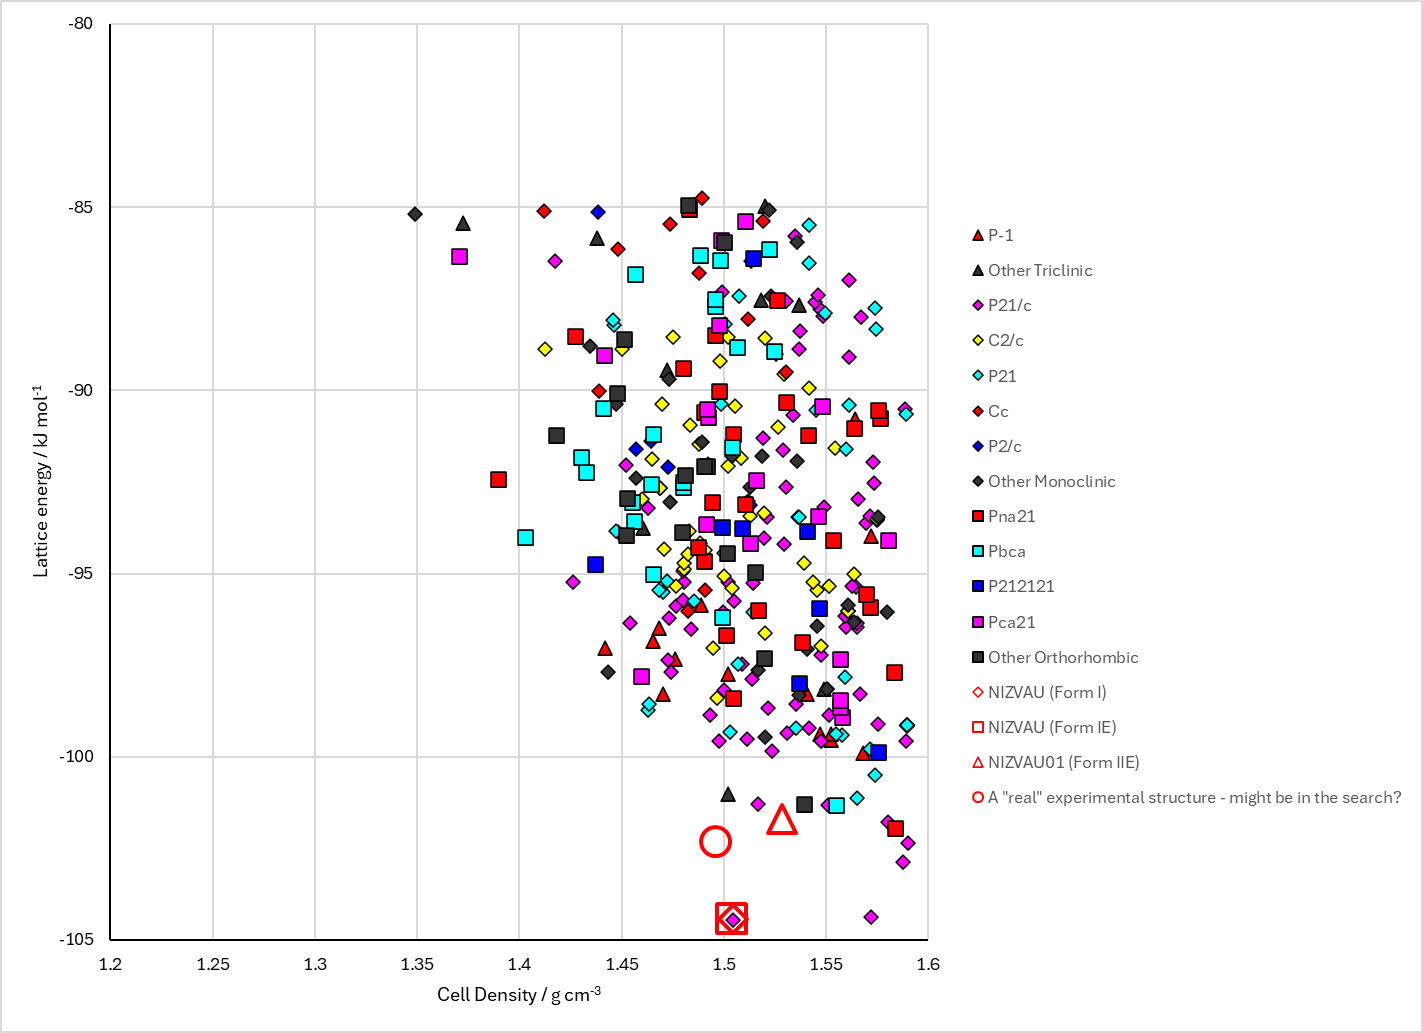 -80
-85
-90
-95
-100
-105
Lattice energy / kJ mol-1
1.2 1.25 1.3 1.35 1.4 1.45 1.5 1.55 1.6
Cell Density / g cm-3
P-1
Other Triclinic
P21/c
C2/c
P21
Cc
P2/c
Other Monoclinic
Pna21
Pbca
P212121
Pca21
Other Orthorhombic
NIZVAU (Form I)
NIZVAU (Form IE)
NIZVAU01 (Form IIE)
A "real" experimental structure - might be in the search?